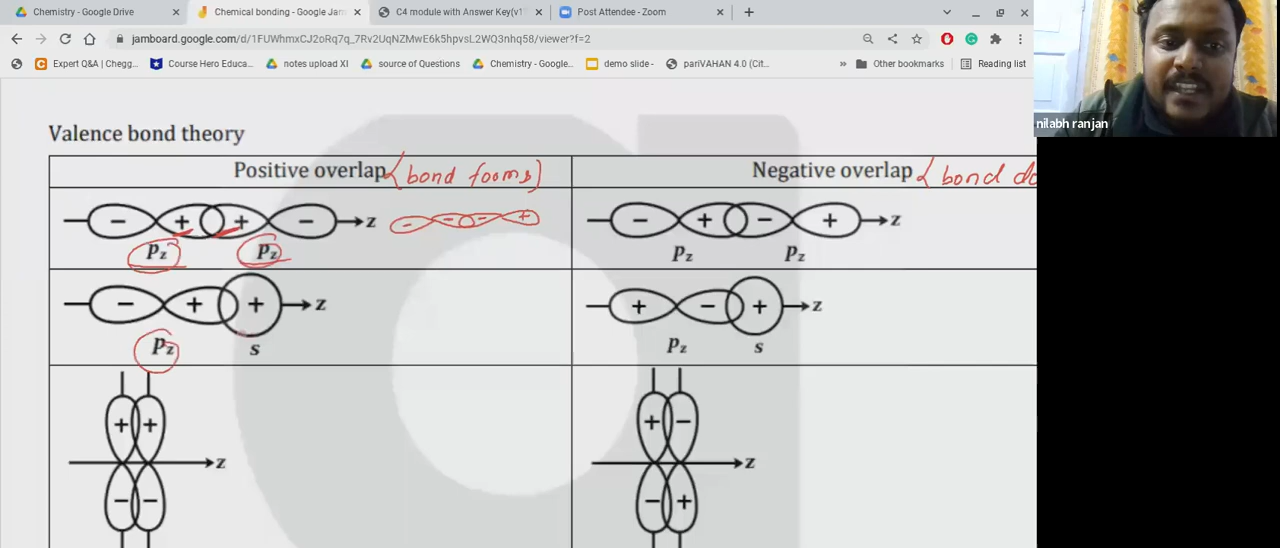 Chemistry - Google Drive
Chemical bonding - Google Jam
C4 module with Answer Key(v1
Post Attendee - Zoom
jamboard.google.com/d/1FUWhmxCJ2oRq7q_7Rv2UqNZMwE6k5hpvsL2WQ3nhq58/viewer?f=2
Expert Q&A | Chegg...
Course Hero Educa...
notes upload XI
source of Questions
Chemistry - Google...
demo slide -
pariVAHAN 4.0 (Cit...
»
Other bookmarks
Reading list
nilabh ranjan
Valence bond theory
Positive overlap { bond fooms}
Negative overlap { bond do
− + + − z − − − +
pz pz
− + − + z
pz pz
− + + z
pz s
+ − + z
pz s
+ +
z
− −
+ −
z
− +